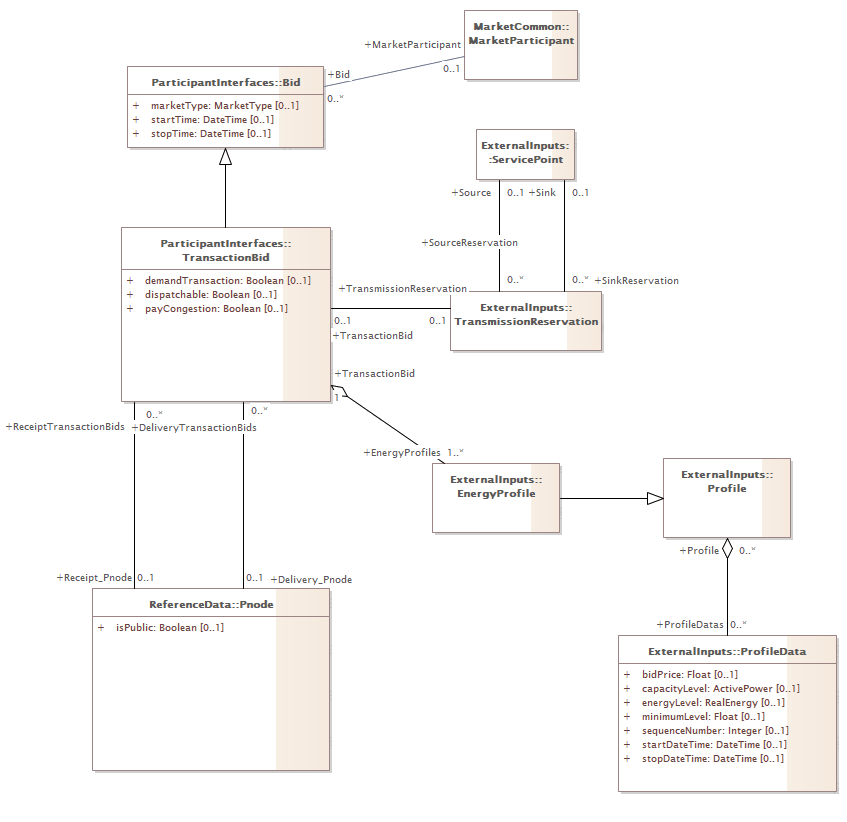 MarketCommon::
MarketParticipant
+MarketParticipant
0..1
+Bid
0..*
ParticipantInterfaces::Bid
+ marketType: MarketType [0..1]
+ startTime: DateTime [0..1]
+ stopTime: DateTime [0..1]
ExternalInputs:
:ServicePoint
+Source 0..1 +Sink 0..1
+SourceReservation
0..* 0..* +SinkReservation
ParticipantInterfaces::
TransactionBid
+ demandTransaction: Boolean [0..1]
+ dispatchable: Boolean [0..1]
+ payCongestion: Boolean [0..1]
+TransmissionReservation
0..1 0..1
+TransactionBid
ExternalInputs::
TransmissionReservation
+TransactionBid
1
0..* 0..*
+ReceiptTransactionBids +DeliveryTransactionBids
+EnergyProfiles 1..*
ExternalInputs::
EnergyProfile
ExternalInputs::
Profile
+Profile 0..*
+Receipt_Pnode 0..1 0..1 +Delivery_Pnode
ReferenceData::Pnode
+ isPublic: Boolean [0..1]
+ProfileDatas 0..*
ExternalInputs::ProfileData
+ bidPrice: Float [0..1]
+ capacityLevel: ActivePower [0..1]
+ energyLevel: RealEnergy [0..1]
+ minimumLevel: Float [0..1]
+ sequenceNumber: Integer [0..1]
+ startDateTime: DateTime [0..1]
+ stopDateTime: DateTime [0..1]